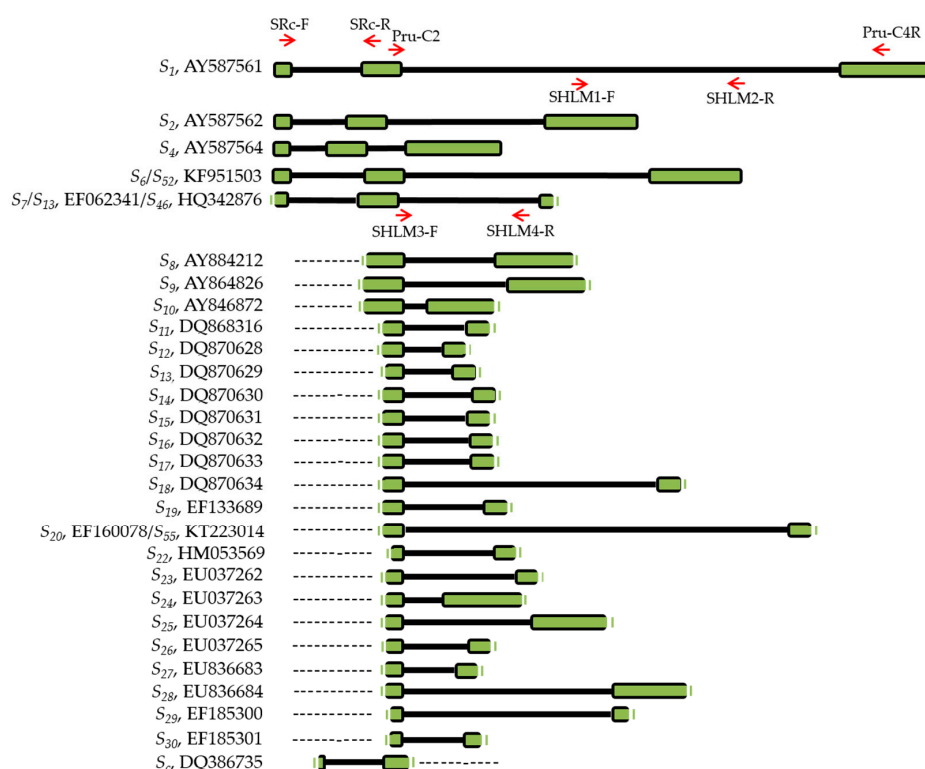 SRc-F SRc-R
Pru-C2 Pru-C4R
S1, AY587561
SHLM1-F SHLM2-R
S2, AY587562
S4, AY587564
S6/S52, KF951503
S7/S13, EF062341/S46, HQ342876
SHLM3-F SHLM4-R
S8, AY884212
S9, AY864826
S10, AY846872
S11, DQ868316
S12, DQ870628
S13, DQ870629
S14, DQ870630
S15, DQ870631
S16, DQ870632
S17, DQ870633
S18, DQ870634
S19, EF133689
S20, EF160078/S55, KT223014
S22, HM053569
S23, EU037262
S24, EU037263
S25, EU037264
S26, EU037265
S27, EU836683
S28, EU836684
S29, EF185300
S30, EF185301
Sc, DQ386735